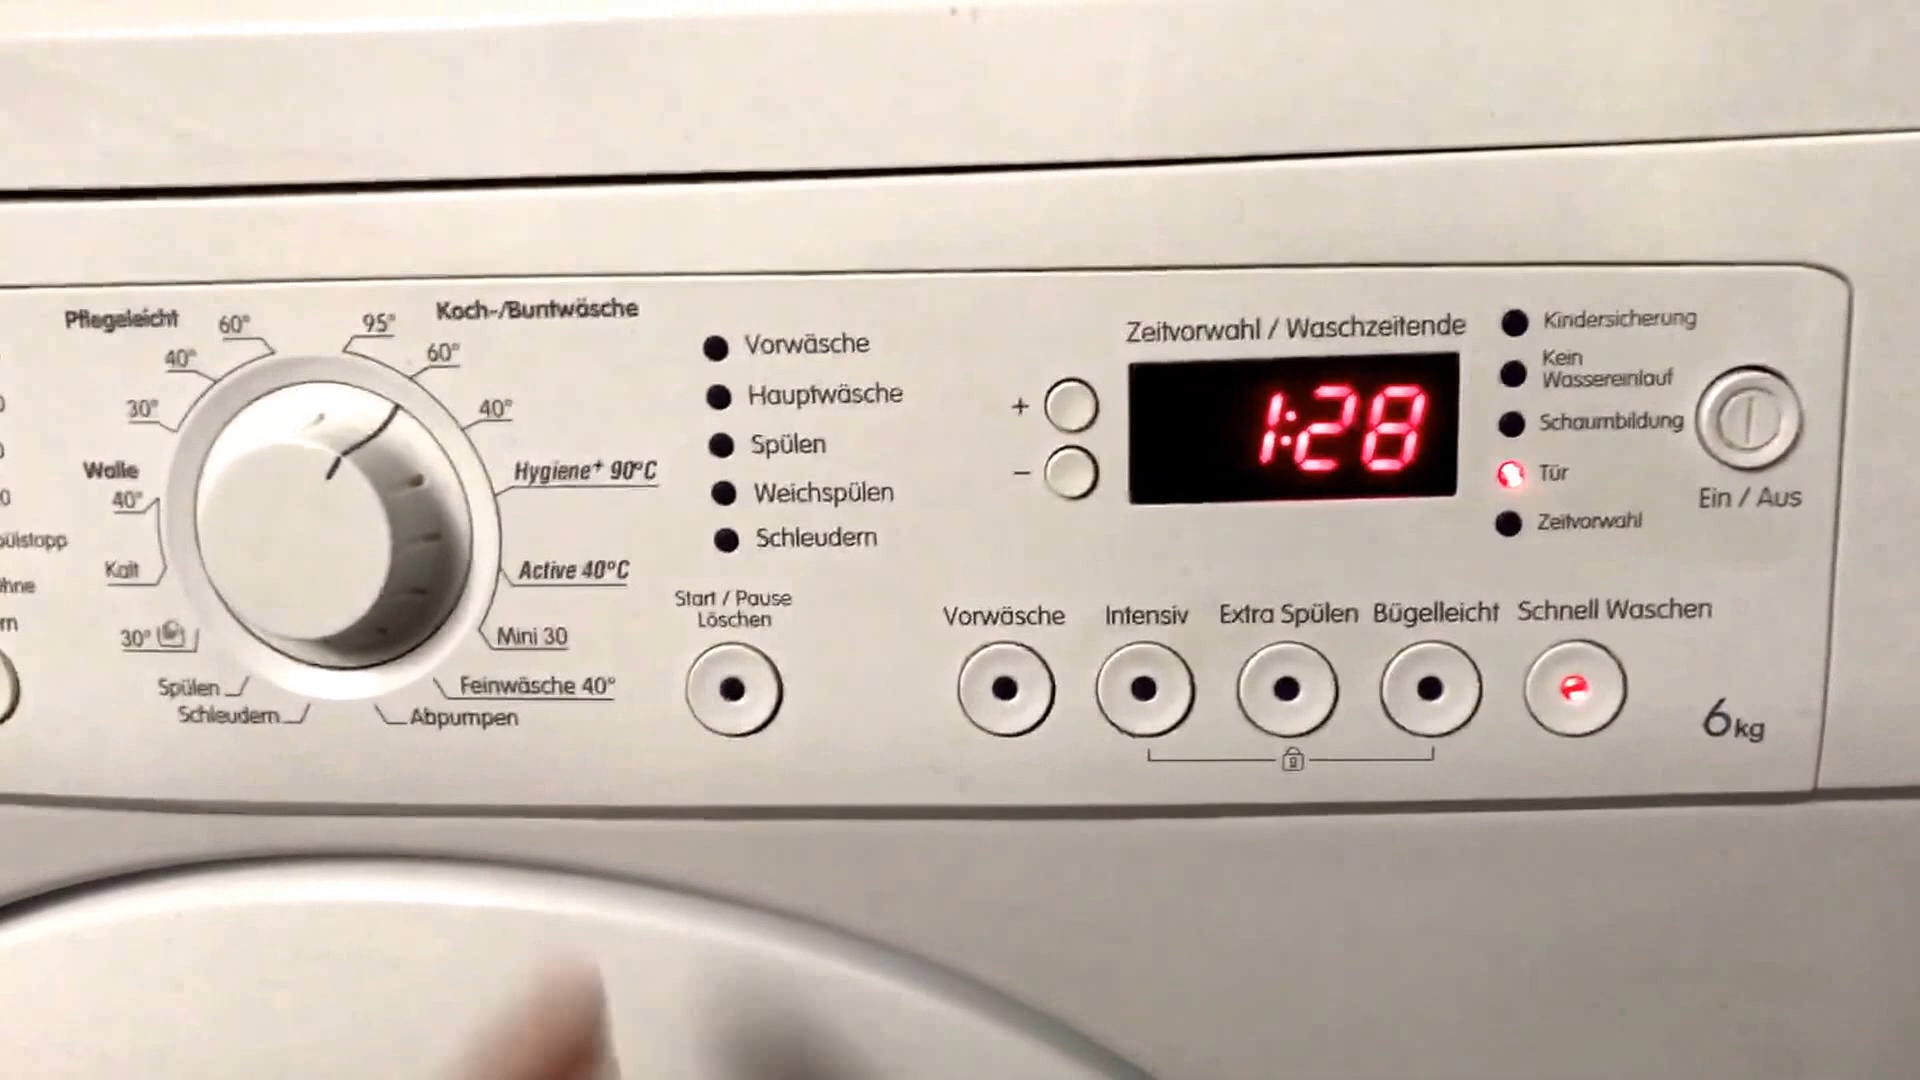 Pflegeleicht
60°
40°
30°
Wolle
40°
Kalt
30°
Spülen
Schleudern
Koch-/Buntwäsche
95°
60°
40°
Hygiene+ 90°C
Active 40°C
Mini 30
Feinwäsche 40°
Abpumpen
Vorwäsche
Hauptwäsche
Spülen
Weichspülen
Schleudern
Start / Pause
Löschen
Zeitvorwahl / Waschzeitende
+
−
1:28
Kindersicherung
Kein
Wassereinlauf
Schaumbildung
Tür
Zeitvorwahl
Ein / Aus
Vorwäsche
Intensiv
Extra Spülen
Bügelleicht
Schnell Waschen
6kg